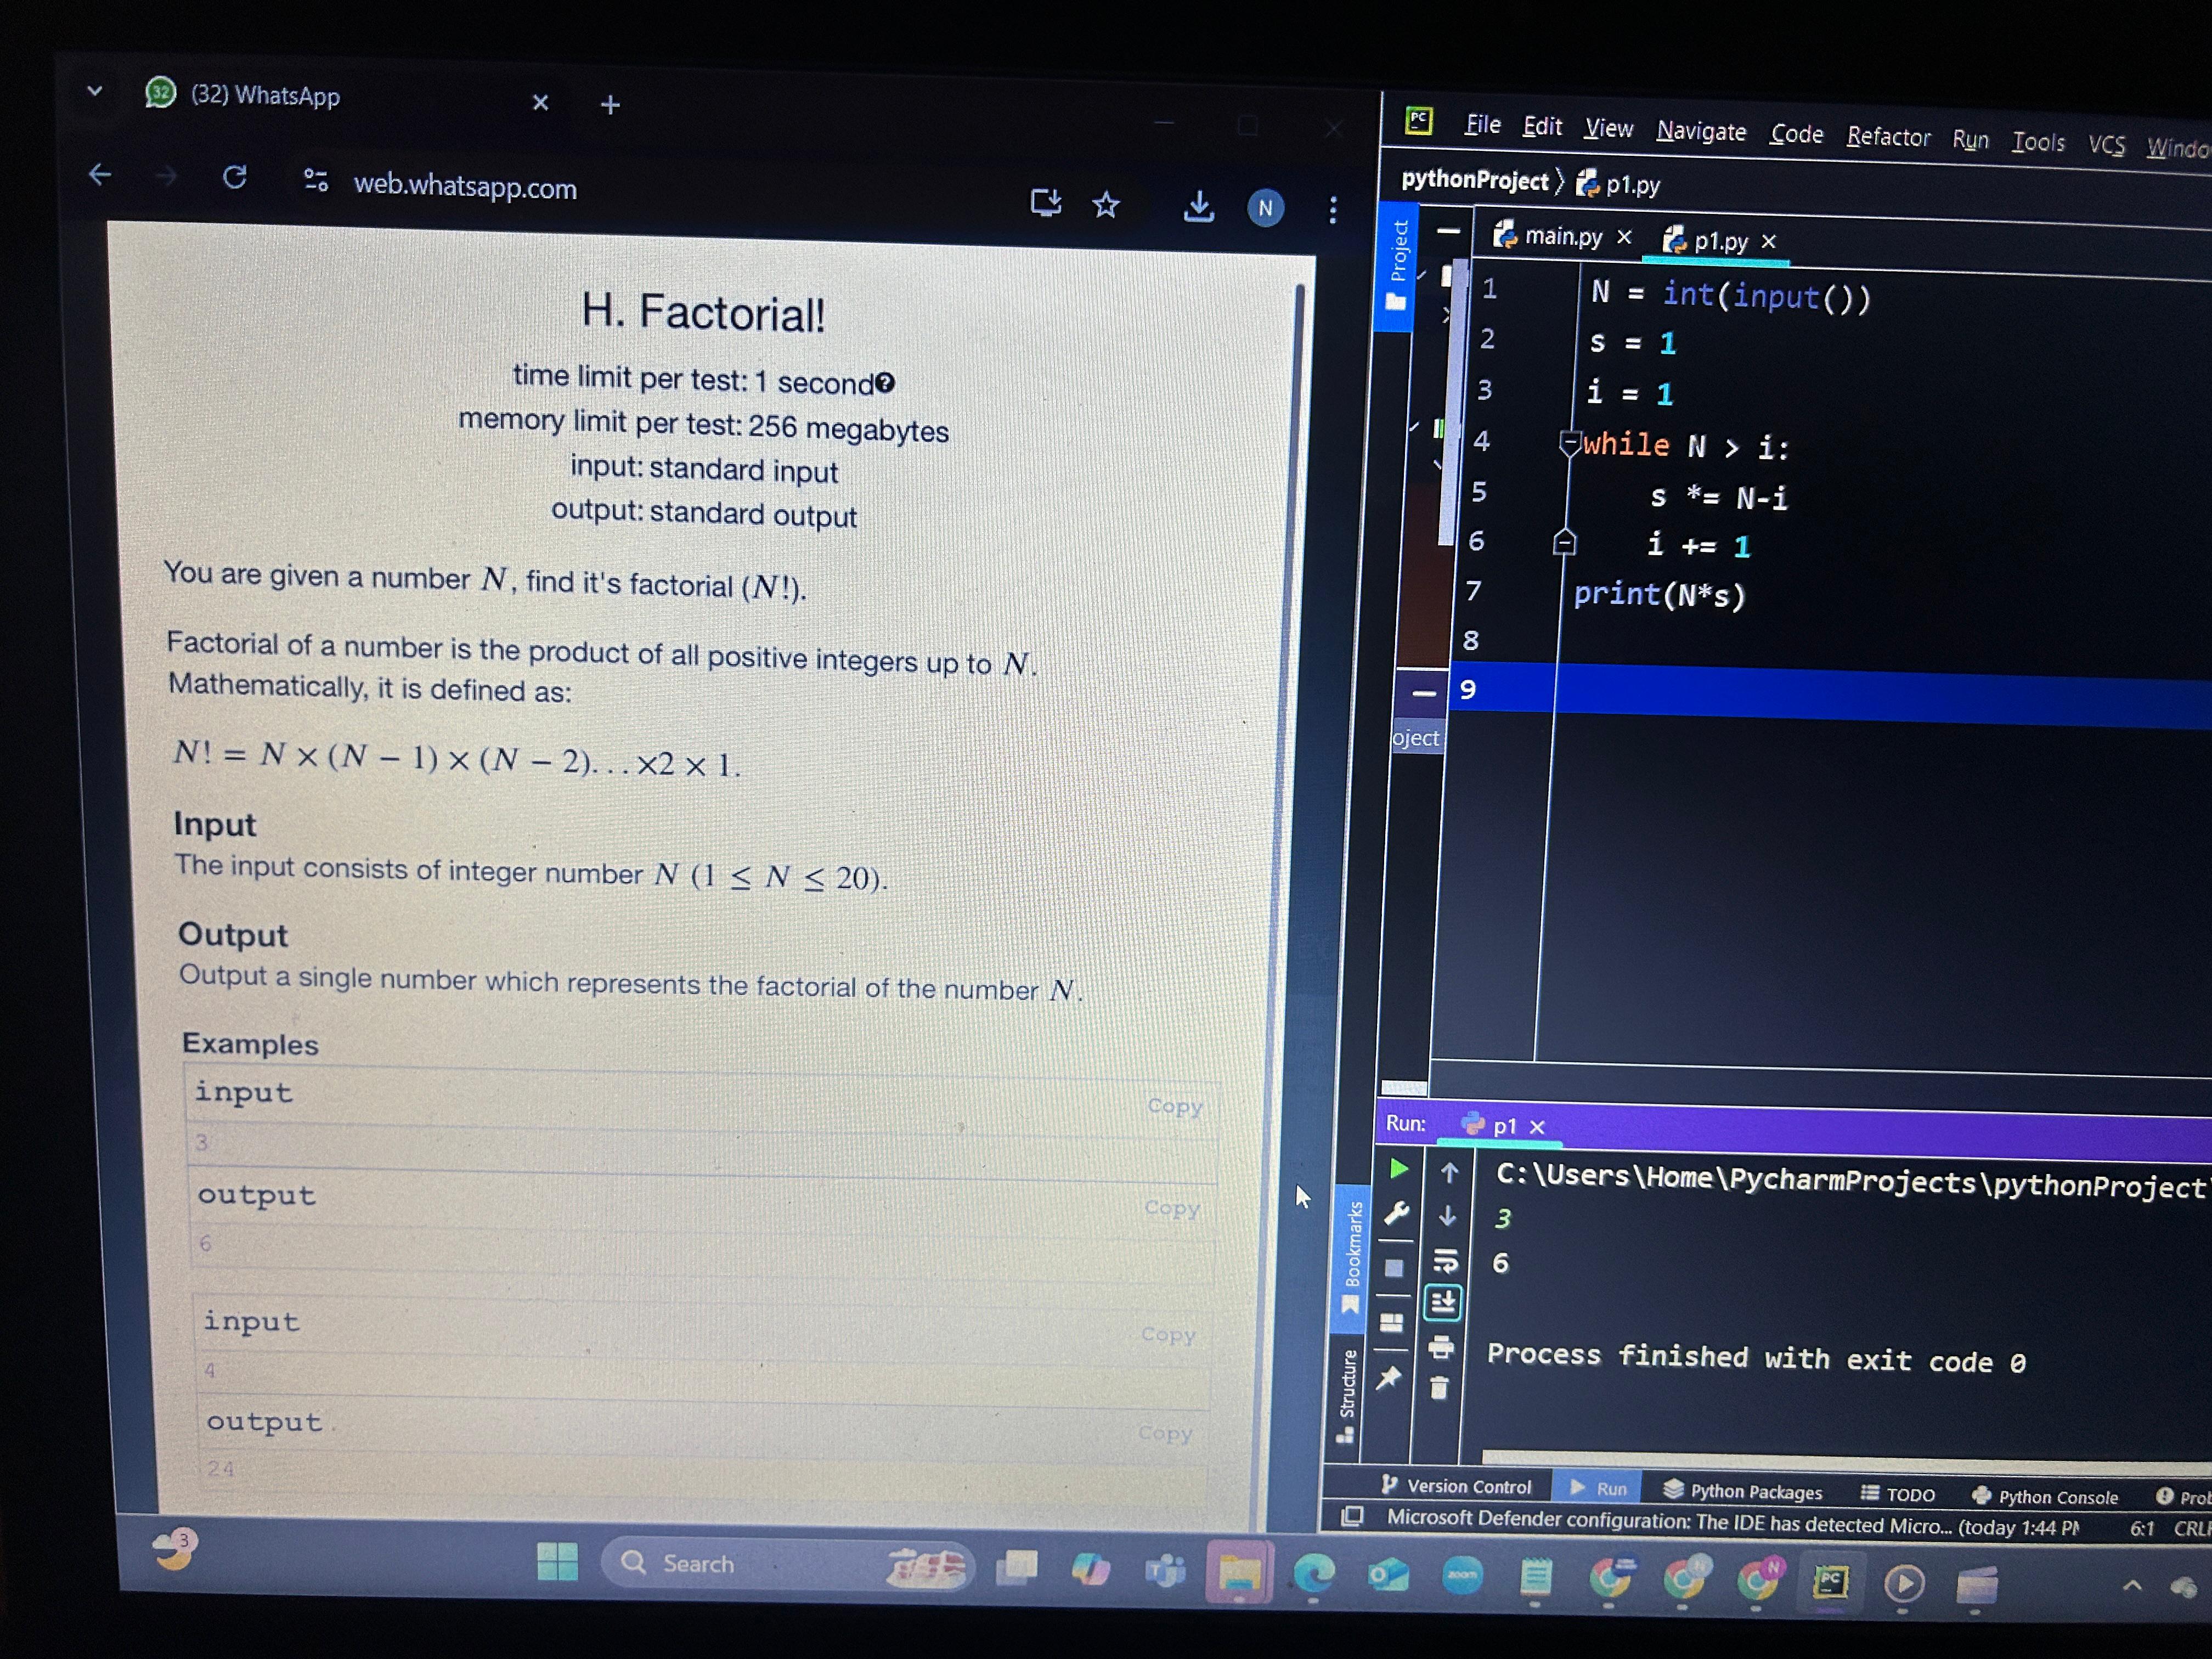 (32) WhatsApp
web.whatsapp.com
N
H. Factorial!
time limit per test: 1 second
memory limit per test: 256 megabytes
input: standard input
output: standard output
You are given a number N, find it's factorial (N!).
Factorial of a number is the product of all positive integers up to N.
Mathematically, it is defined as:
N! = N × (N − 1) × (N − 2)...×2 × 1.
Input
The input consists of integer number N (1 ≤ N ≤ 20).
Output
Output a single number which represents the factorial of the number N.
Examples
input
Copy
3
output
Copy
6
input
Copy
4
output
Copy
24
PC
File Edit View Navigate Code Refactor Run Tools VCS Windo
pythonProject p1.py
Project
main.py p1.py
1 N = int(input())
2 s = 1
3 i = 1
4 while N > i:
5 s *= N-i
6 i += 1
7 print(N*s)
8
9
oject
Run: p1
Bookmarks
Structure
C:\Users\Home\PycharmProjects\pythonProject
3
6
Process finished with exit code 0
Version Control Run Python Packages TODO Python Console Prob
Microsoft Defender configuration: The IDE has detected Micro... (today 1:44 PM 6:1 CRLF
3
Search
zoom
N
PC